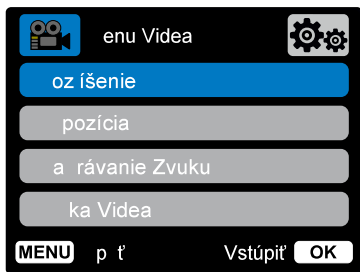 enu Videa
oz íšenie
pozícia
a rávanie Zvuku
ka Videa
MENU p ť Vstúpiť OK